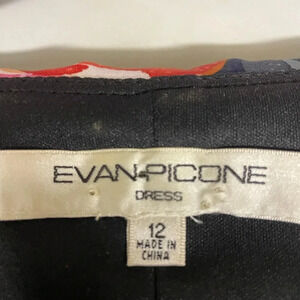 EVAN-PICONE
DRESS
12
MADE IN
CHINA